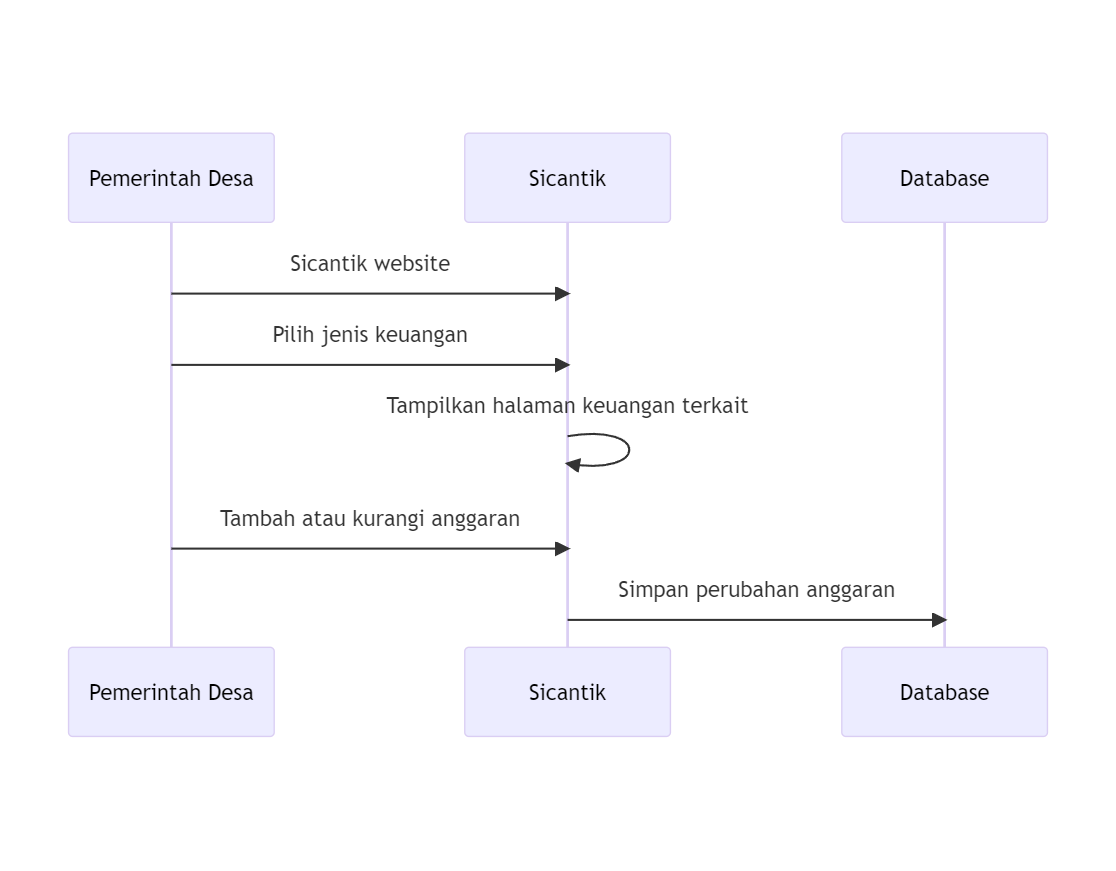 Pemerintah Desa
Sicantik
Database
Sicantik website
Pilih jenis keuangan
Tampilkan halaman keuangan terkait
Tambah atau kurangi anggaran
Simpan perubahan anggaran
Pemerintah Desa
Sicantik
Database